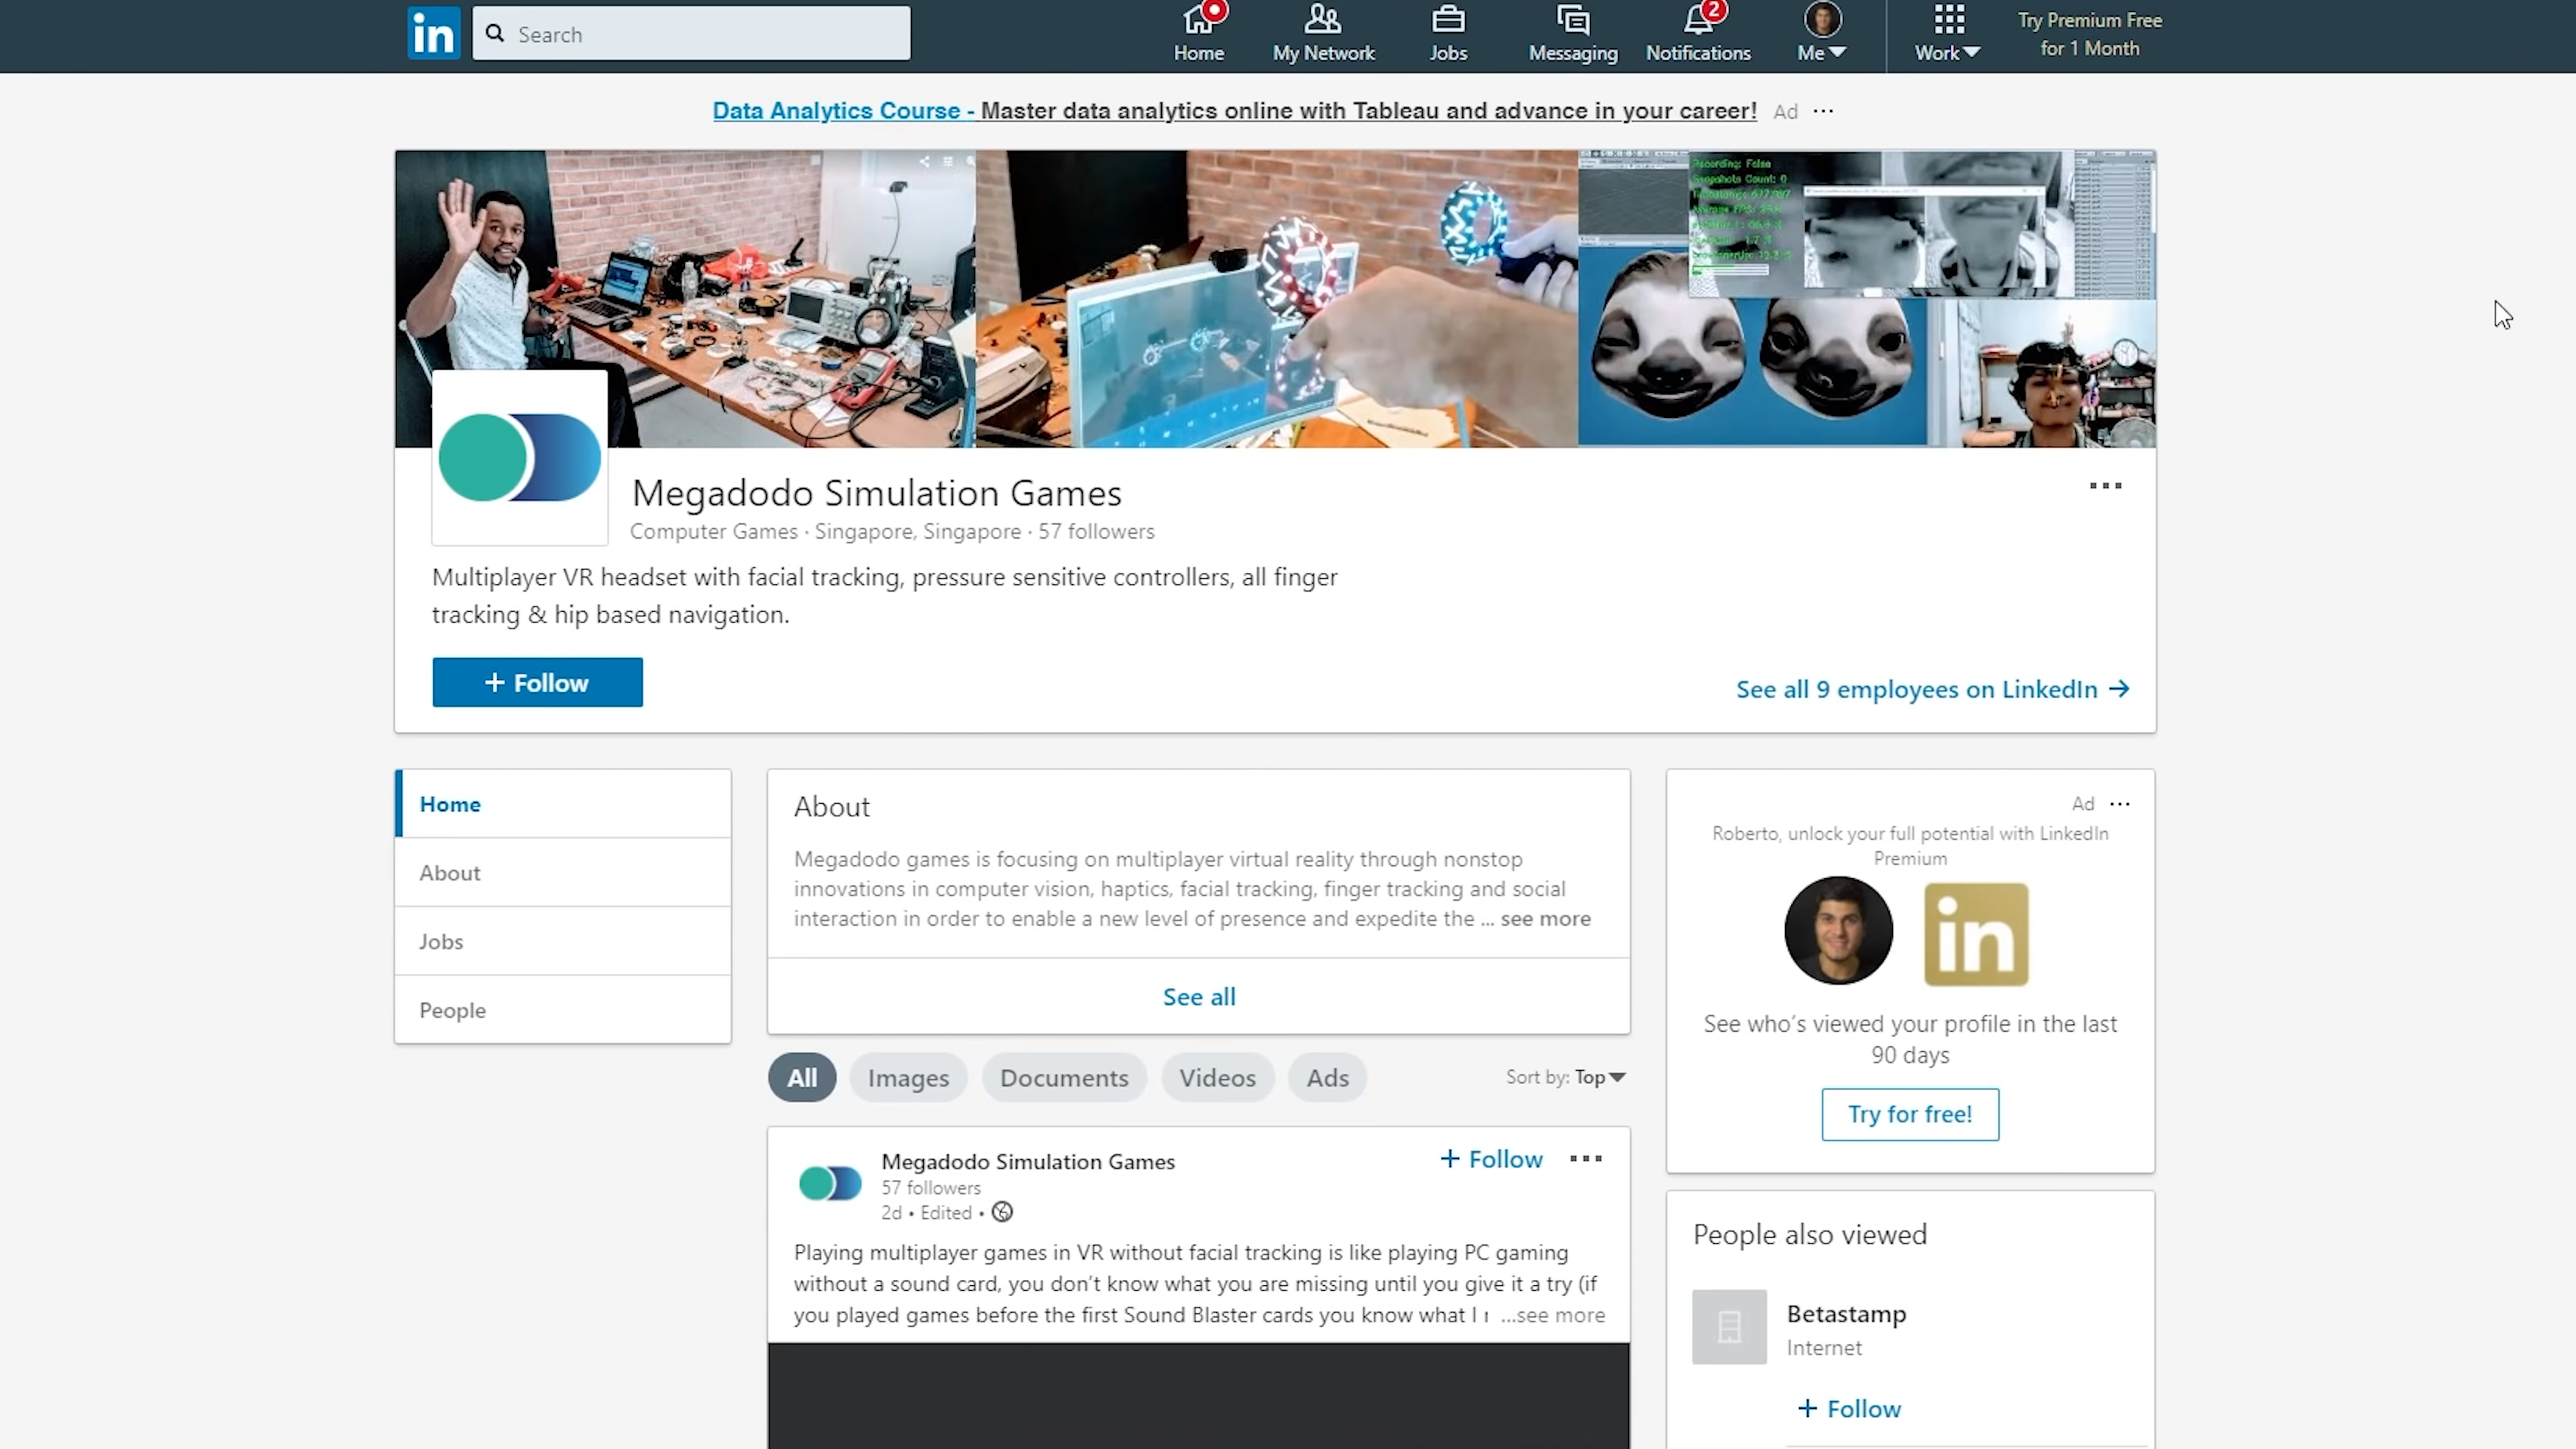 in
Search
Home
My Network
Jobs
Messaging
2
Notifications
Me
Work
Try Premium Free
for 1 Month
Data Analytics Course - Master data analytics online with Tableau and advance in your career! Ad ...
Recording: False
Snapshots Count: 0
Megadodo Simulation Games
Computer Games · Singapore, Singapore · 57 followers
Multiplayer VR headset with facial tracking, pressure sensitive controllers, all finger
tracking & hip based navigation.
+ Follow
See all 9 employees on LinkedIn →
Home
About
Jobs
People
About
Megadodo games is focusing on multiplayer virtual reality through nonstop
innovations in computer vision, haptics, facial tracking, finger tracking and social
interaction in order to enable a new level of presence and expedite the ... see more
See all
All
Images
Documents
Videos
Ads
Sort by: Top
Megadodo Simulation Games
57 followers
2d • Edited •
+ Follow
Playing multiplayer games in VR without facial tracking is like playing PC gaming
without a sound card, you don't know what you are missing until you give it a try (if
you played games before the first Sound Blaster cards you know what I ...see more
Ad ...
Roberto, unlock your full potential with LinkedIn
Premium
in
See who's viewed your profile in the last
90 days
Try for free!
People also viewed
Betastamp
Internet
+ Follow